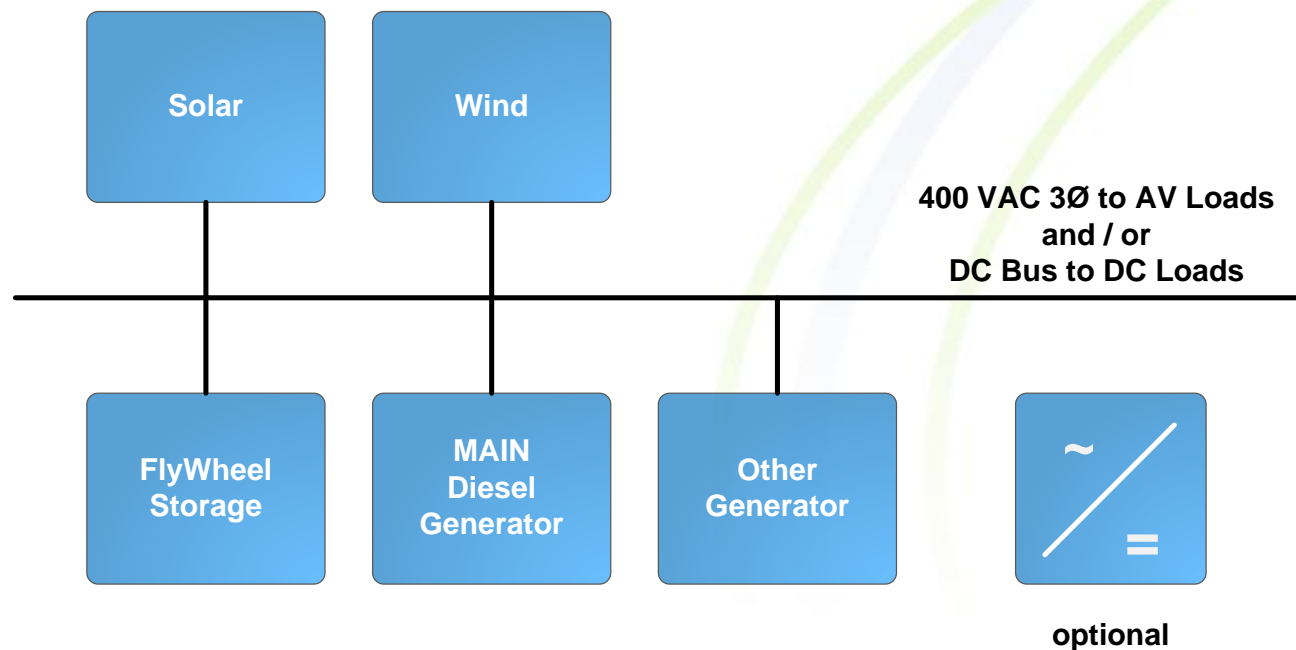 Solar
Wind
400 VAC 3Ø to AV Loads
and / or
DC Bus to DC Loads
FlyWheel
Storage
MAIN
Diesel
Generator
Other
Generator
~
=
optional